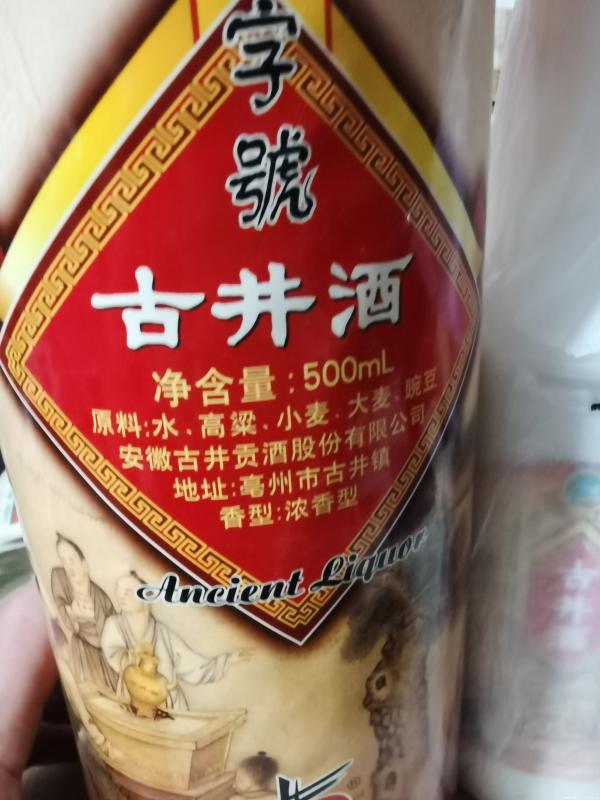 字號
古井酒
净含量:500mL
原料:水、高粱、小麦、大麦、豌豆
安徽古井贡酒股份有限公司
地址:亳州市古井镇
香型:浓香型
Ancient Liquor
®
古井